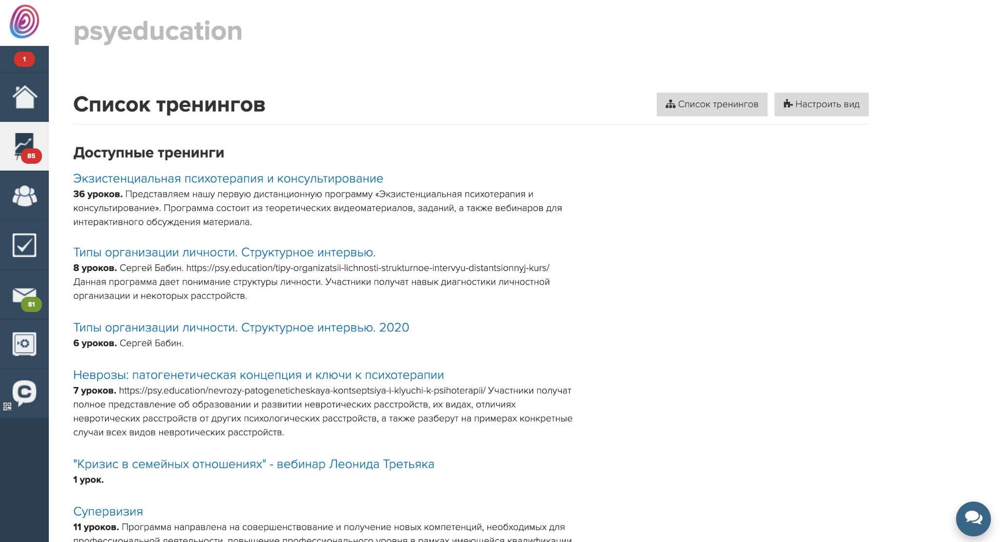 psyeducation
1
Список тренингов
Список тренингов
Настроить вид
85
Доступные тренинги
Экзистенциальная психотерапия и консультирование
36 уроков. Представляем нашу первую дистанционную программу «Экзистенциальная психотерапия и
консультирование». Программа состоит из теоретических видеоматериалов, заданий, а также вебинаров для
интерактивного обсуждения материала.
Типы организации личности. Структурное интервью.
8 уроков. Сергей Бабин. https://psy.education/tipy-organizatsii-lichnosti-strukturnoe-intervyu-distantsionnyj-kurs/
Данная программа дает понимание структуры личности. Участники получат навык диагностики личностной
организации и некоторых расстройств.
81
Типы организации личности. Структурное интервью. 2020
6 уроков. Сергей Бабин.
Неврозы: патогенетическая концепция и ключи к психотерапии
7 уроков. https://psy.education/nevrozy-patogeneticheskaya-kontseptsiya-i-klyuchi-k-psihoterapii/ Участники получат
полное представление об образовании и развитии невротических расстройств, их видах, отличиях
невротических расстройств от других психологических расстройств, а также разберут на примерах конкретные
случаи всех видов невротических расстройств.
"Кризис в семейных отношениях" - вебинар Леонида Третьяка
1 урок.
Супервизия
11 уроков. Программа направлена на совершенствование и получение новых компетенций, необходимых для
профессиональной деятельности, повышение профессионального уровня в рамках имеющейся квалификации